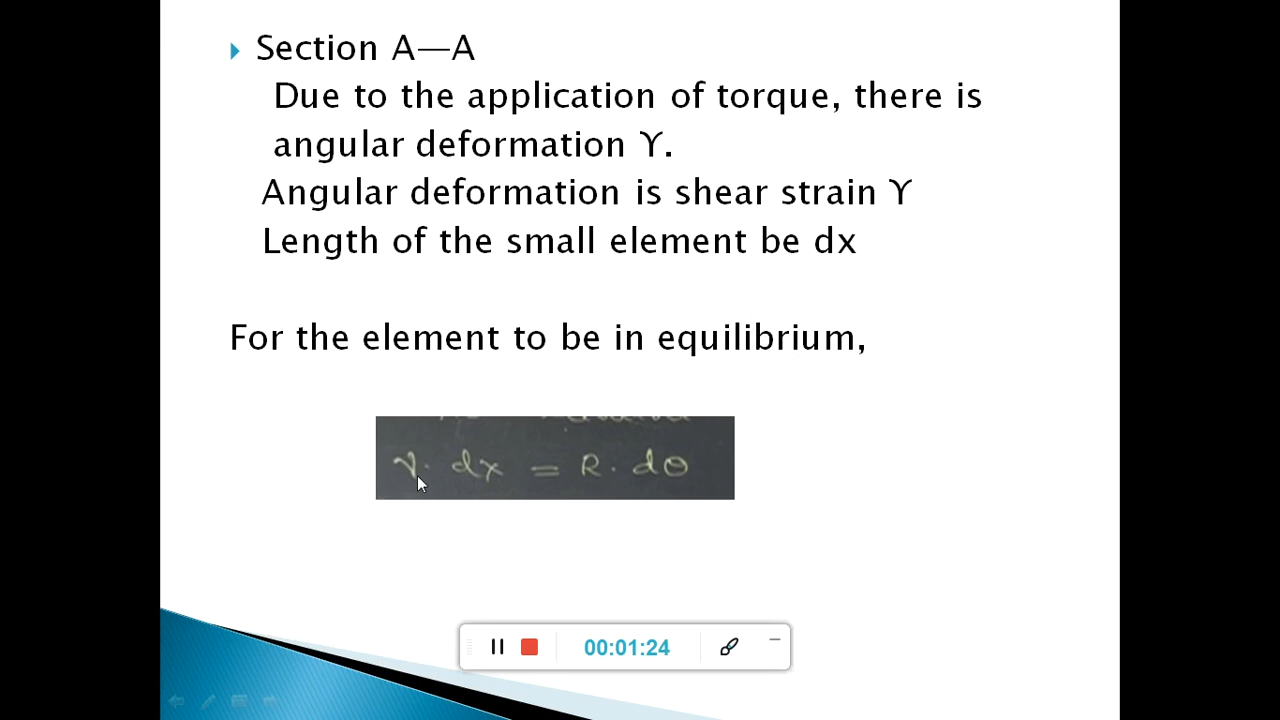 Section A—A
Due to the application of torque, there is
angular deformation ϒ.
Angular deformation is shear strain ϒ
Length of the small element be dx
For the element to be in equilibrium,
γ. dx = R. dθ
00:01:24